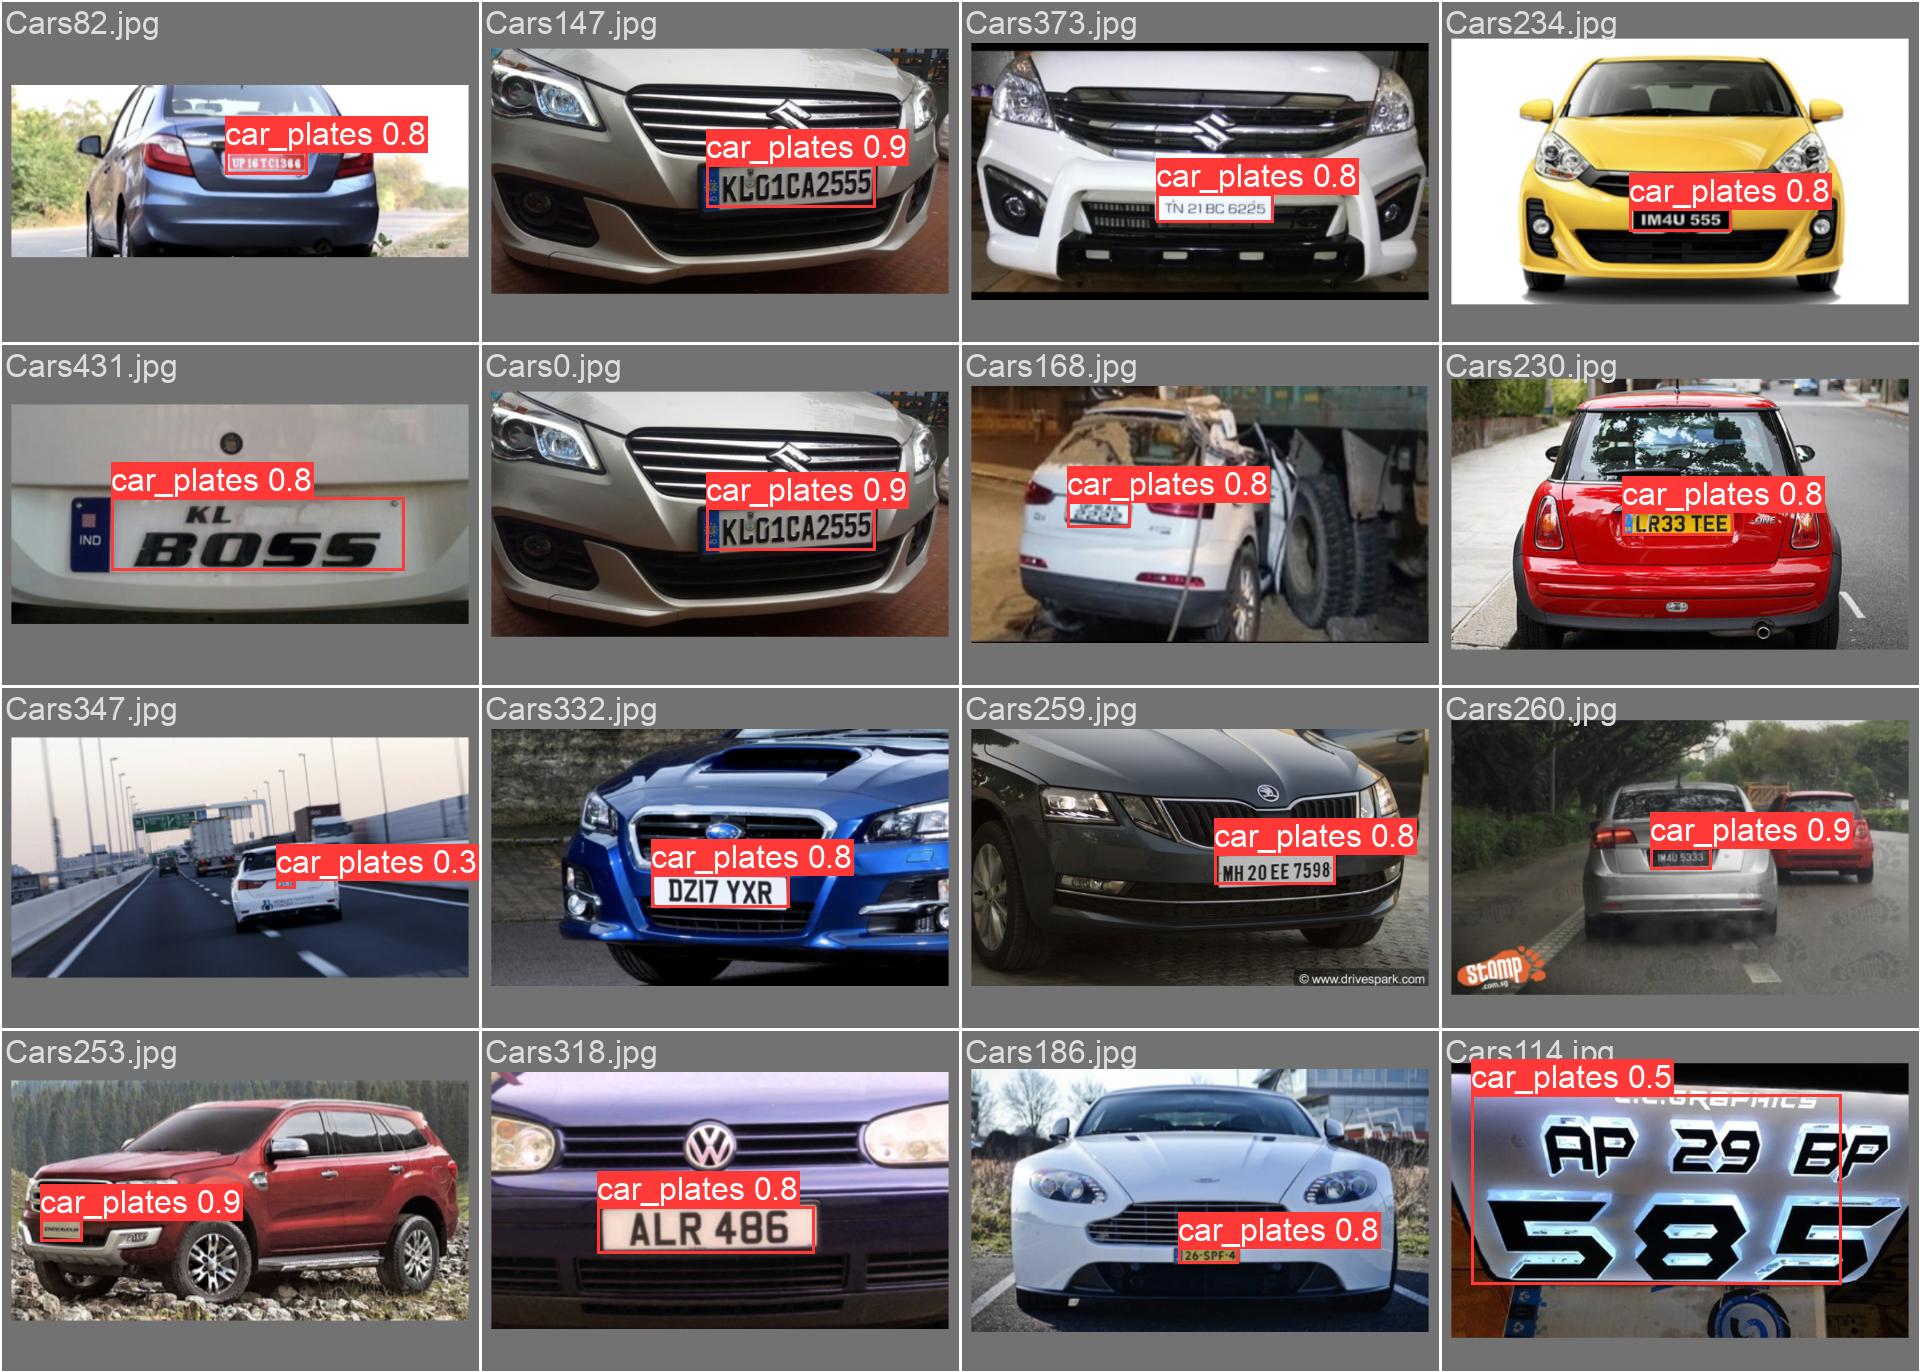 Cars82.jpg
car_plates 0.8
UP 16 TC1366
Cars147.jpg
car_plates 0.9
KL01CA2555
Cars373.jpg
car_plates 0.8
TN 21 BC 6225
Cars234.jpg
car_plates 0.8
IM4U 555
Cars431.jpg
car_plates 0.8
KL
IND
BOSS
Cars0.jpg
car_plates 0.9
KL01CA2555
Cars168.jpg
car_plates 0.8
Cars230.jpg
car_plates 0.8
LR33 TEE
ONE
Cars347.jpg
car_plates 0.3
Cars332.jpg
car_plates 0.8
DZ17 YXR
Cars259.jpg
car_plates 0.8
MH 20 EE 7598
© www.drivespark.com
Cars260.jpg
car_plates 0.9
IM4U 5333
stomp
.com.sg
Cars253.jpg
car_plates 0.9
ENDEAVOUR
Cars318.jpg
car_plates 0.8
ALR 486
Cars186.jpg
car_plates 0.8
26-SPF-4
Cars114.jpg
car_plates 0.5
AP 29 BP
585